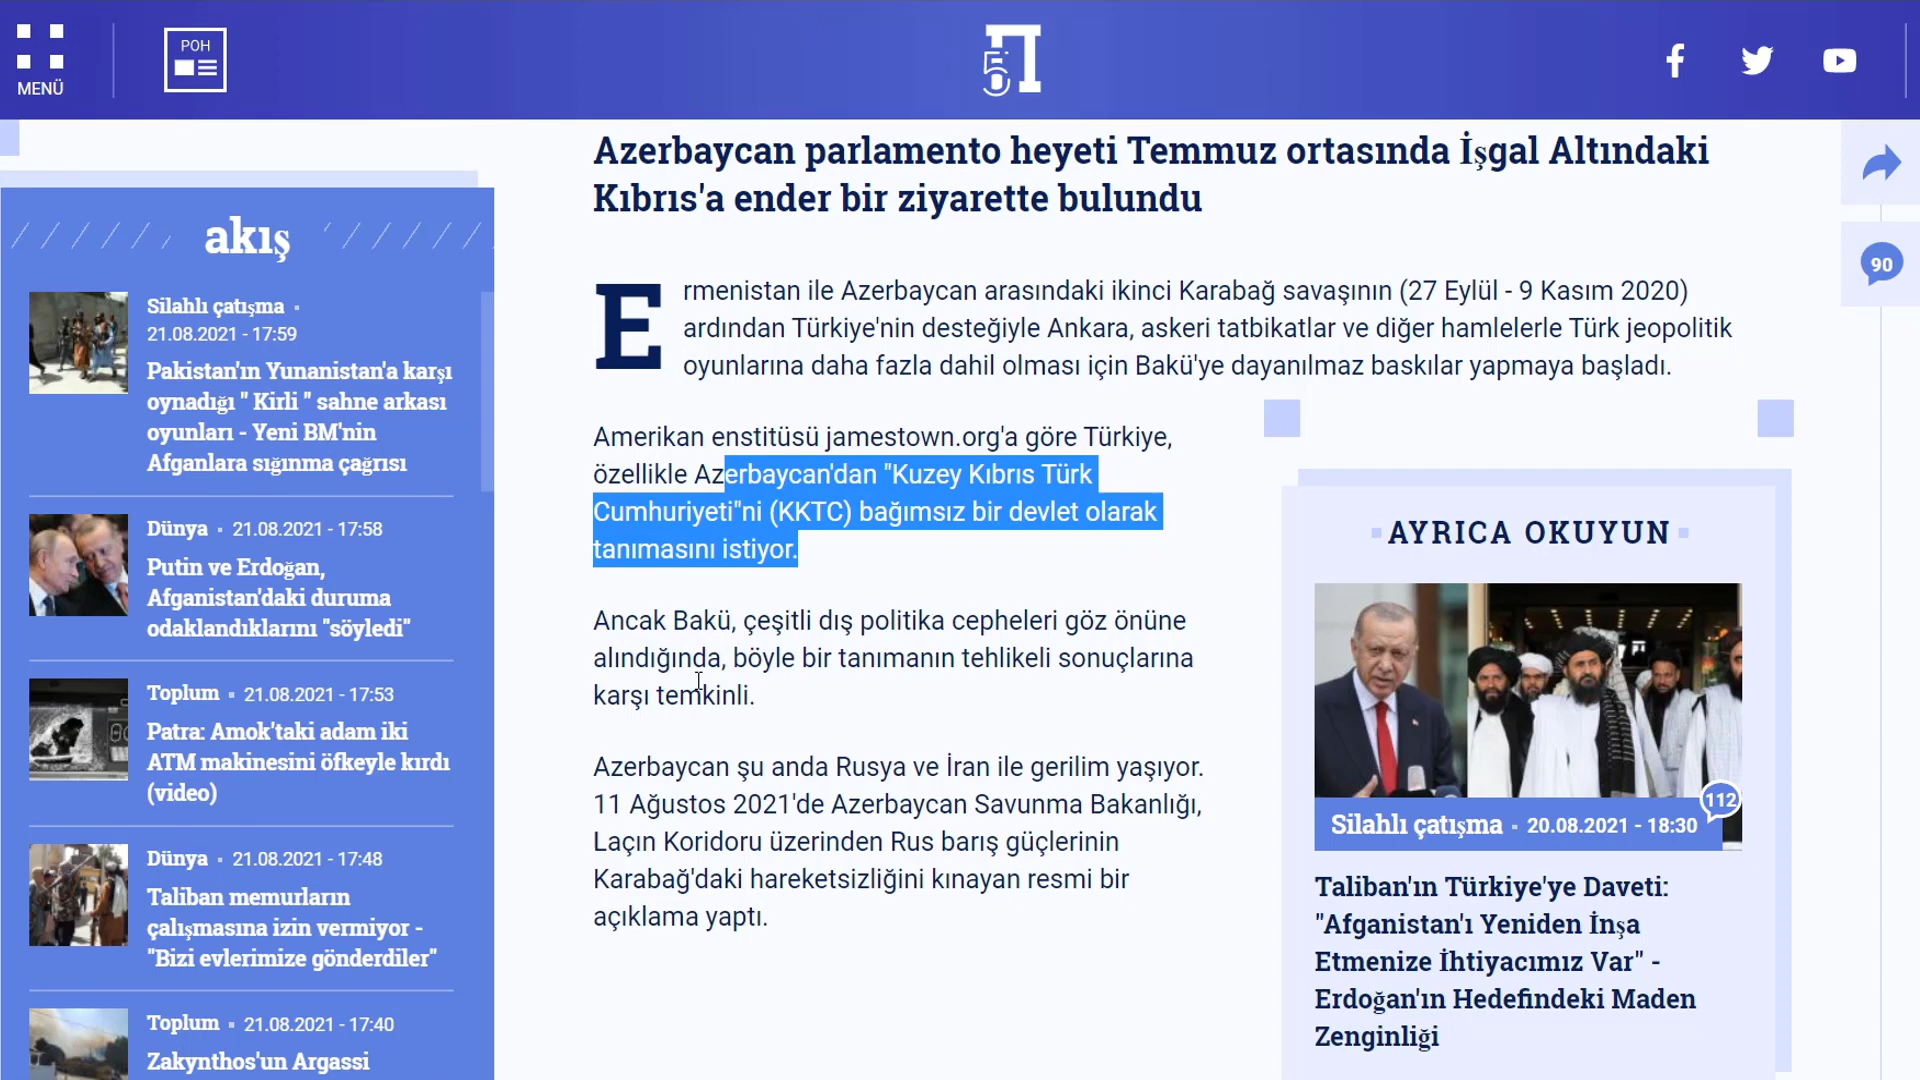 MENÜ
POH
5
Π
Azerbaycan parlamento heyeti Temmuz ortasında İşgal Altındaki
Kıbrıs'a ender bir ziyarette bulundu
90
akış
Silahlı çatışma
21.08.2021 - 17:59
Pakistan'ın Yunanistan'a karşı
oynadığı " Kirli " sahne arkası
oyunları - Yeni BM'nin
Afganlara sığınma çağrısı
Dünya 21.08.2021 - 17:58
Putin ve Erdoğan,
Afganistan'daki duruma
odaklandıklarını "söyledi"
Toplum 21.08.2021 - 17:53
Patra: Amok'taki adam iki
ATM makinesini öfkeyle kırdı
(video)
Dünya 21.08.2021 - 17:48
Taliban memurların
çalışmasına izin vermiyor -
"Bizi evlerimize gönderdiler"
Toplum 21.08.2021 - 17:40
Zakynthos'un Argassi
Ermenistan ile Azerbaycan arasındaki ikinci Karabağ savaşının (27 Eylül - 9 Kasım 2020)
ardından Türkiye'nin desteğiyle Ankara, askeri tatbikatlar ve diğer hamlelerle Türk jeopolitik
oyunlarına daha fazla dahil olması için Bakü'ye dayanılmaz baskılar yapmaya başladı.
Amerikan enstitüsü jamestown.org'a göre Türkiye,
özellikle Azerbaycan'dan "Kuzey Kıbrıs Türk
Cumhuriyeti"ni (KKTC) bağımsız bir devlet olarak
tanımasını istiyor.
Ancak Bakü, çeşitli dış politika cepheleri göz önüne
alındığında, böyle bir tanımanın tehlikeli sonuçlarına
karşı temkinli.
Azerbaycan şu anda Rusya ve İran ile gerilim yaşıyor.
11 Ağustos 2021'de Azerbaycan Savunma Bakanlığı,
Laçın Koridoru üzerinden Rus barış güçlerinin
Karabağ'daki hareketsizliğini kınayan resmi bir
açıklama yaptı.
AYRICA OKUYUN
112
Silahlı çatışma 20.08.2021 - 18:30
Taliban'ın Türkiye'ye Daveti:
"Afganistan'ı Yeniden İnşa
Etmenize İhtiyacımız Var" -
Erdoğan'ın Hedefindeki Maden
Zenginliği